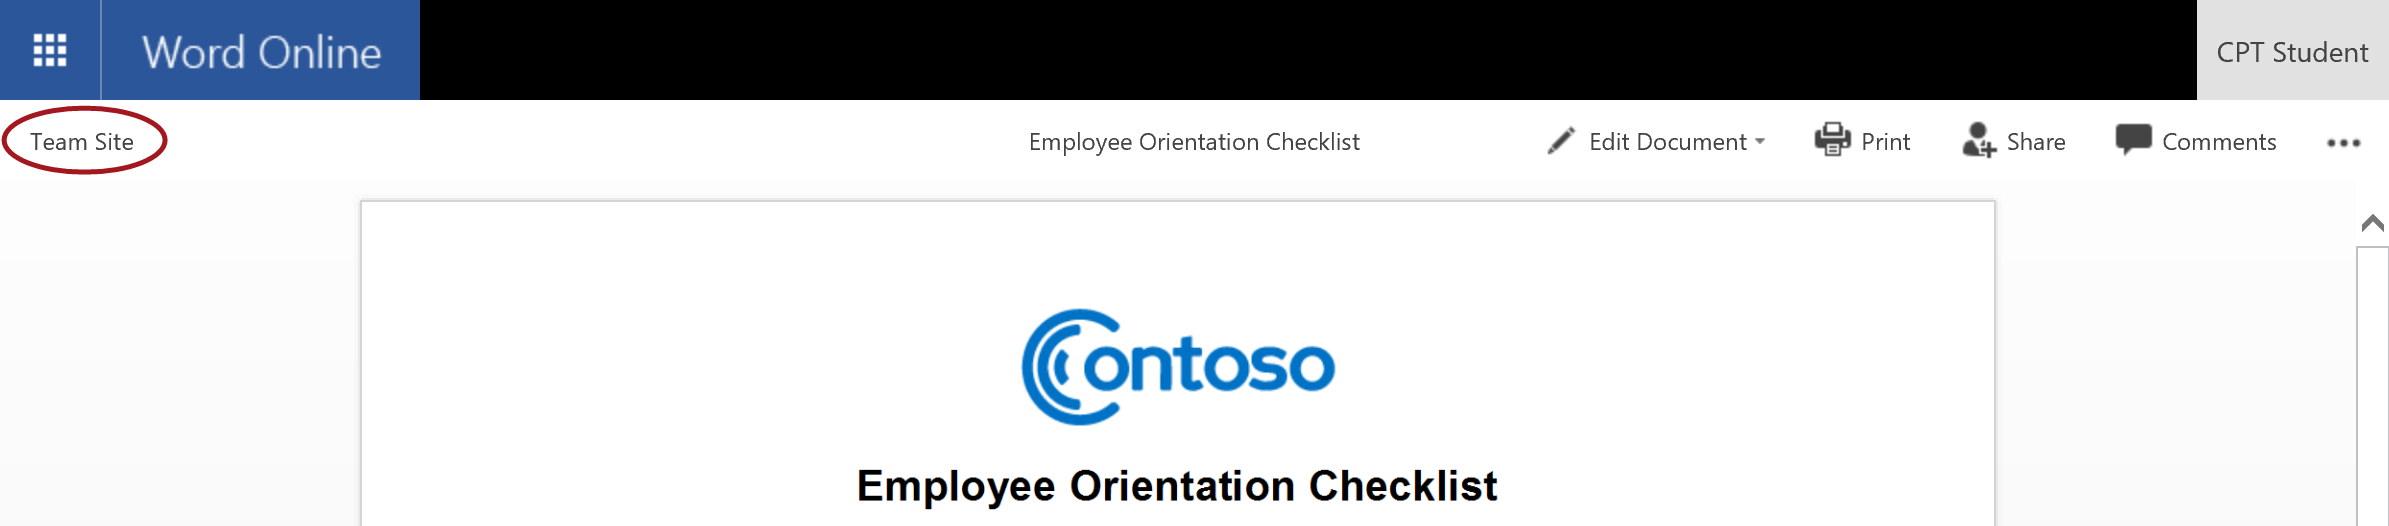 Word Online
CPT Student
Team Site
Employee Orientation Checklist
Edit Document
Print
Share
Comments
Contoso
Employee Orientation Checklist